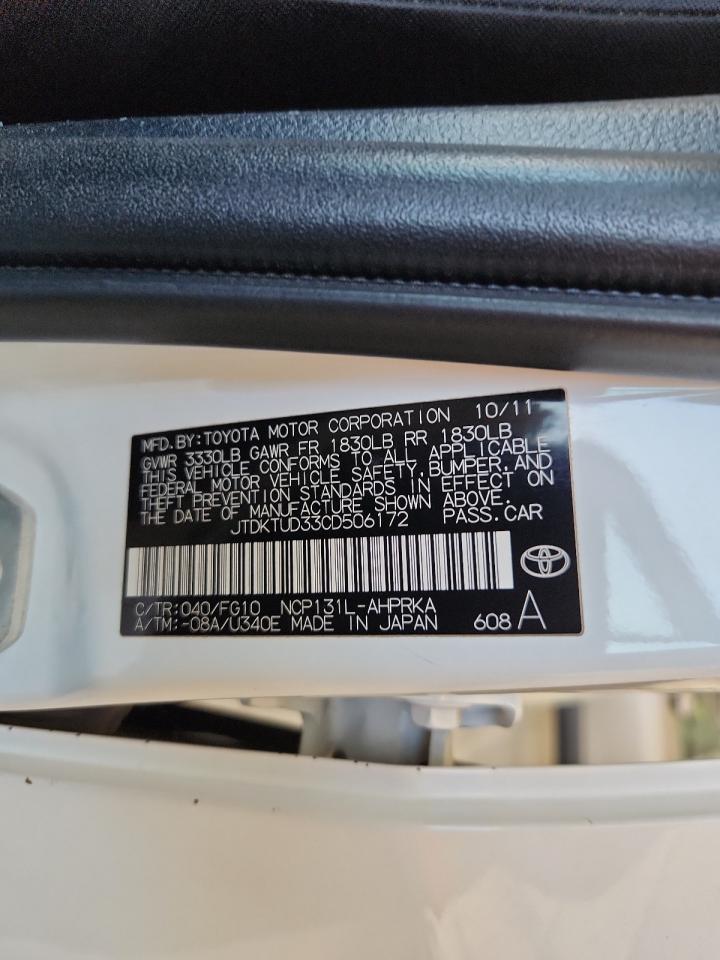 MFD.BY:TOYOTA MOTOR CORPORATION 10/11
GVWR 3330LB GAWR FR 1830LB RR 1830LB
THIS VEHICLE CONFORMS TO ALL APPLICABLE
FEDERAL MOTOR VEHICLE SAFETY,BUMPER,AND
THEFT PREVENTION STANDARDS IN EFFECT ON
THE DATE OF MANUFACTURE SHOWN ABOVE.
JTDKTUD33CD506172 PASS.CAR
C/TR:040/FG10 NCP131L-AHPRKA
A/TM:-08A/U340E MADE IN JAPAN 608 A